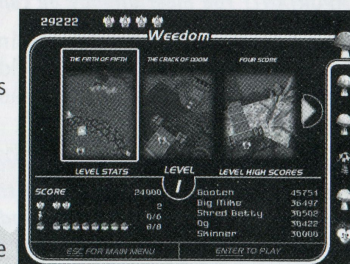 29222
Weedom
THE FIRTH OF FIFTH THE CRACK OF DOOM FOUR SCORE
LEVEL STATS LEVEL LEVEL HIGH SCORES
1
SCORE 24000
2
0/6
0/8
Gooten 45751
Big Mike 36497
Shred Betty 30502
Og 30422
Skinner 30000
ESC FOR MAIN MENU ENTER TO PLAY
s
e